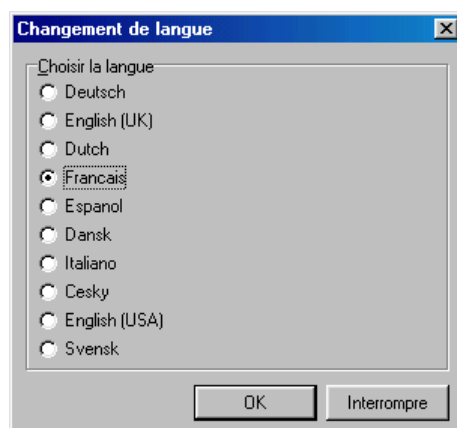 Changement de langue
Choisir la langue
Deutsch
English (UK)
Dutch
Francais
Espanol
Dansk
Italiano
Cesky
English (USA)
Svensk
OK
Interrompre